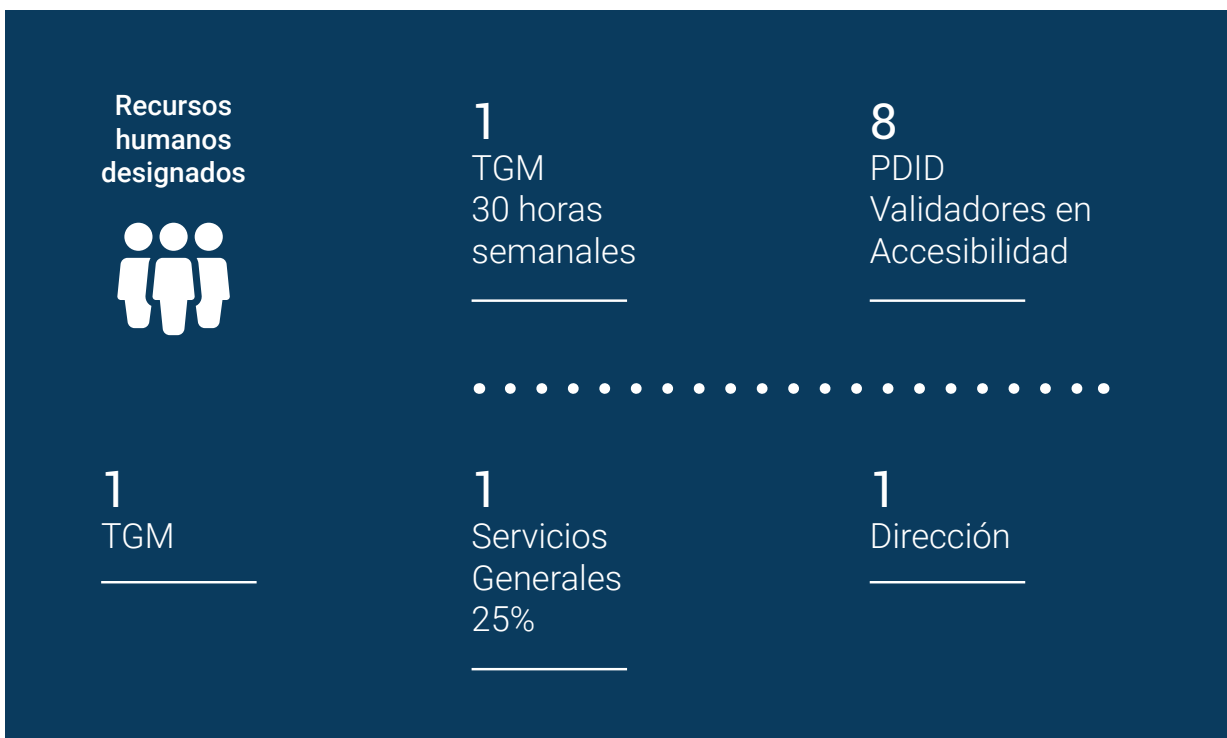 Recursos
humanos
designados
1
TGM
30 horas
semanales
8
PDID
Validadores en
Accesibilidad
1
TGM
1
Servicios
Generales
25%
1
Dirección